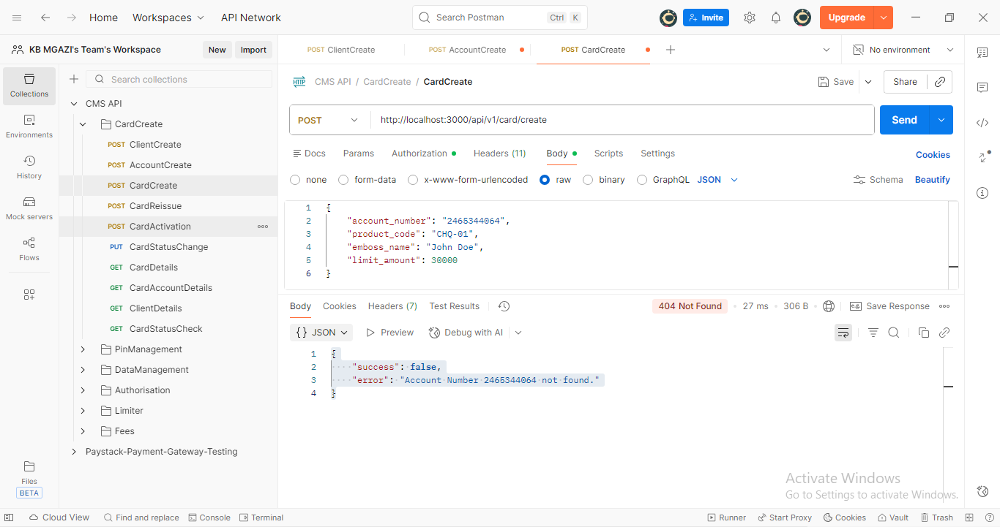 Home Workspaces API Network Search Postman Ctrl K Invite Upgrade
KB MGAZI's Team's Workspace New Import POST ClientCreate POST AccountCreate POST CardCreate No environment
Collections
Environments
History
Mock servers
Flows
Files
BETA
Search collections
CMS API
CardCreate
POST ClientCreate
POST AccountCreate
POST CardCreate
POST CardReissue
POST CardActivation
PUT CardStatusChange
GET CardDetails
GET CardAccountDetails
GET ClientDetails
GET CardStatusCheck
PinManagement
DataManagement
Authorisation
Limiter
Fees
Paystack-Payment-Gateway-Testing
HTTP CMS API / CardCreate / CardCreate Save Share
POST http://localhost:3000/api/v1/card/create Send
Docs Params Authorization Headers (11) Body Scripts Settings Cookies
none form-data x-www-form-urlencoded raw binary GraphQL JSON Schema Beautify
1 {
2 "account_number": "2465344064",
3 "product_code": "CHQ-01",
4 "emboss_name": "John Doe",
5 "limit_amount": 30000
6 }
Body Cookies Headers (7) Test Results 404 Not Found 27 ms 306 B e.g. Save Response
{} JSON Preview Debug with AI
1 {
2 "success": false,
3 "error": "Account Number 2465344064 not found."
4 }
Activate Windows
Go to Settings to activate Windows.
Cloud View Find and replace Console Terminal Runner Start Proxy Cookies Vault Trash